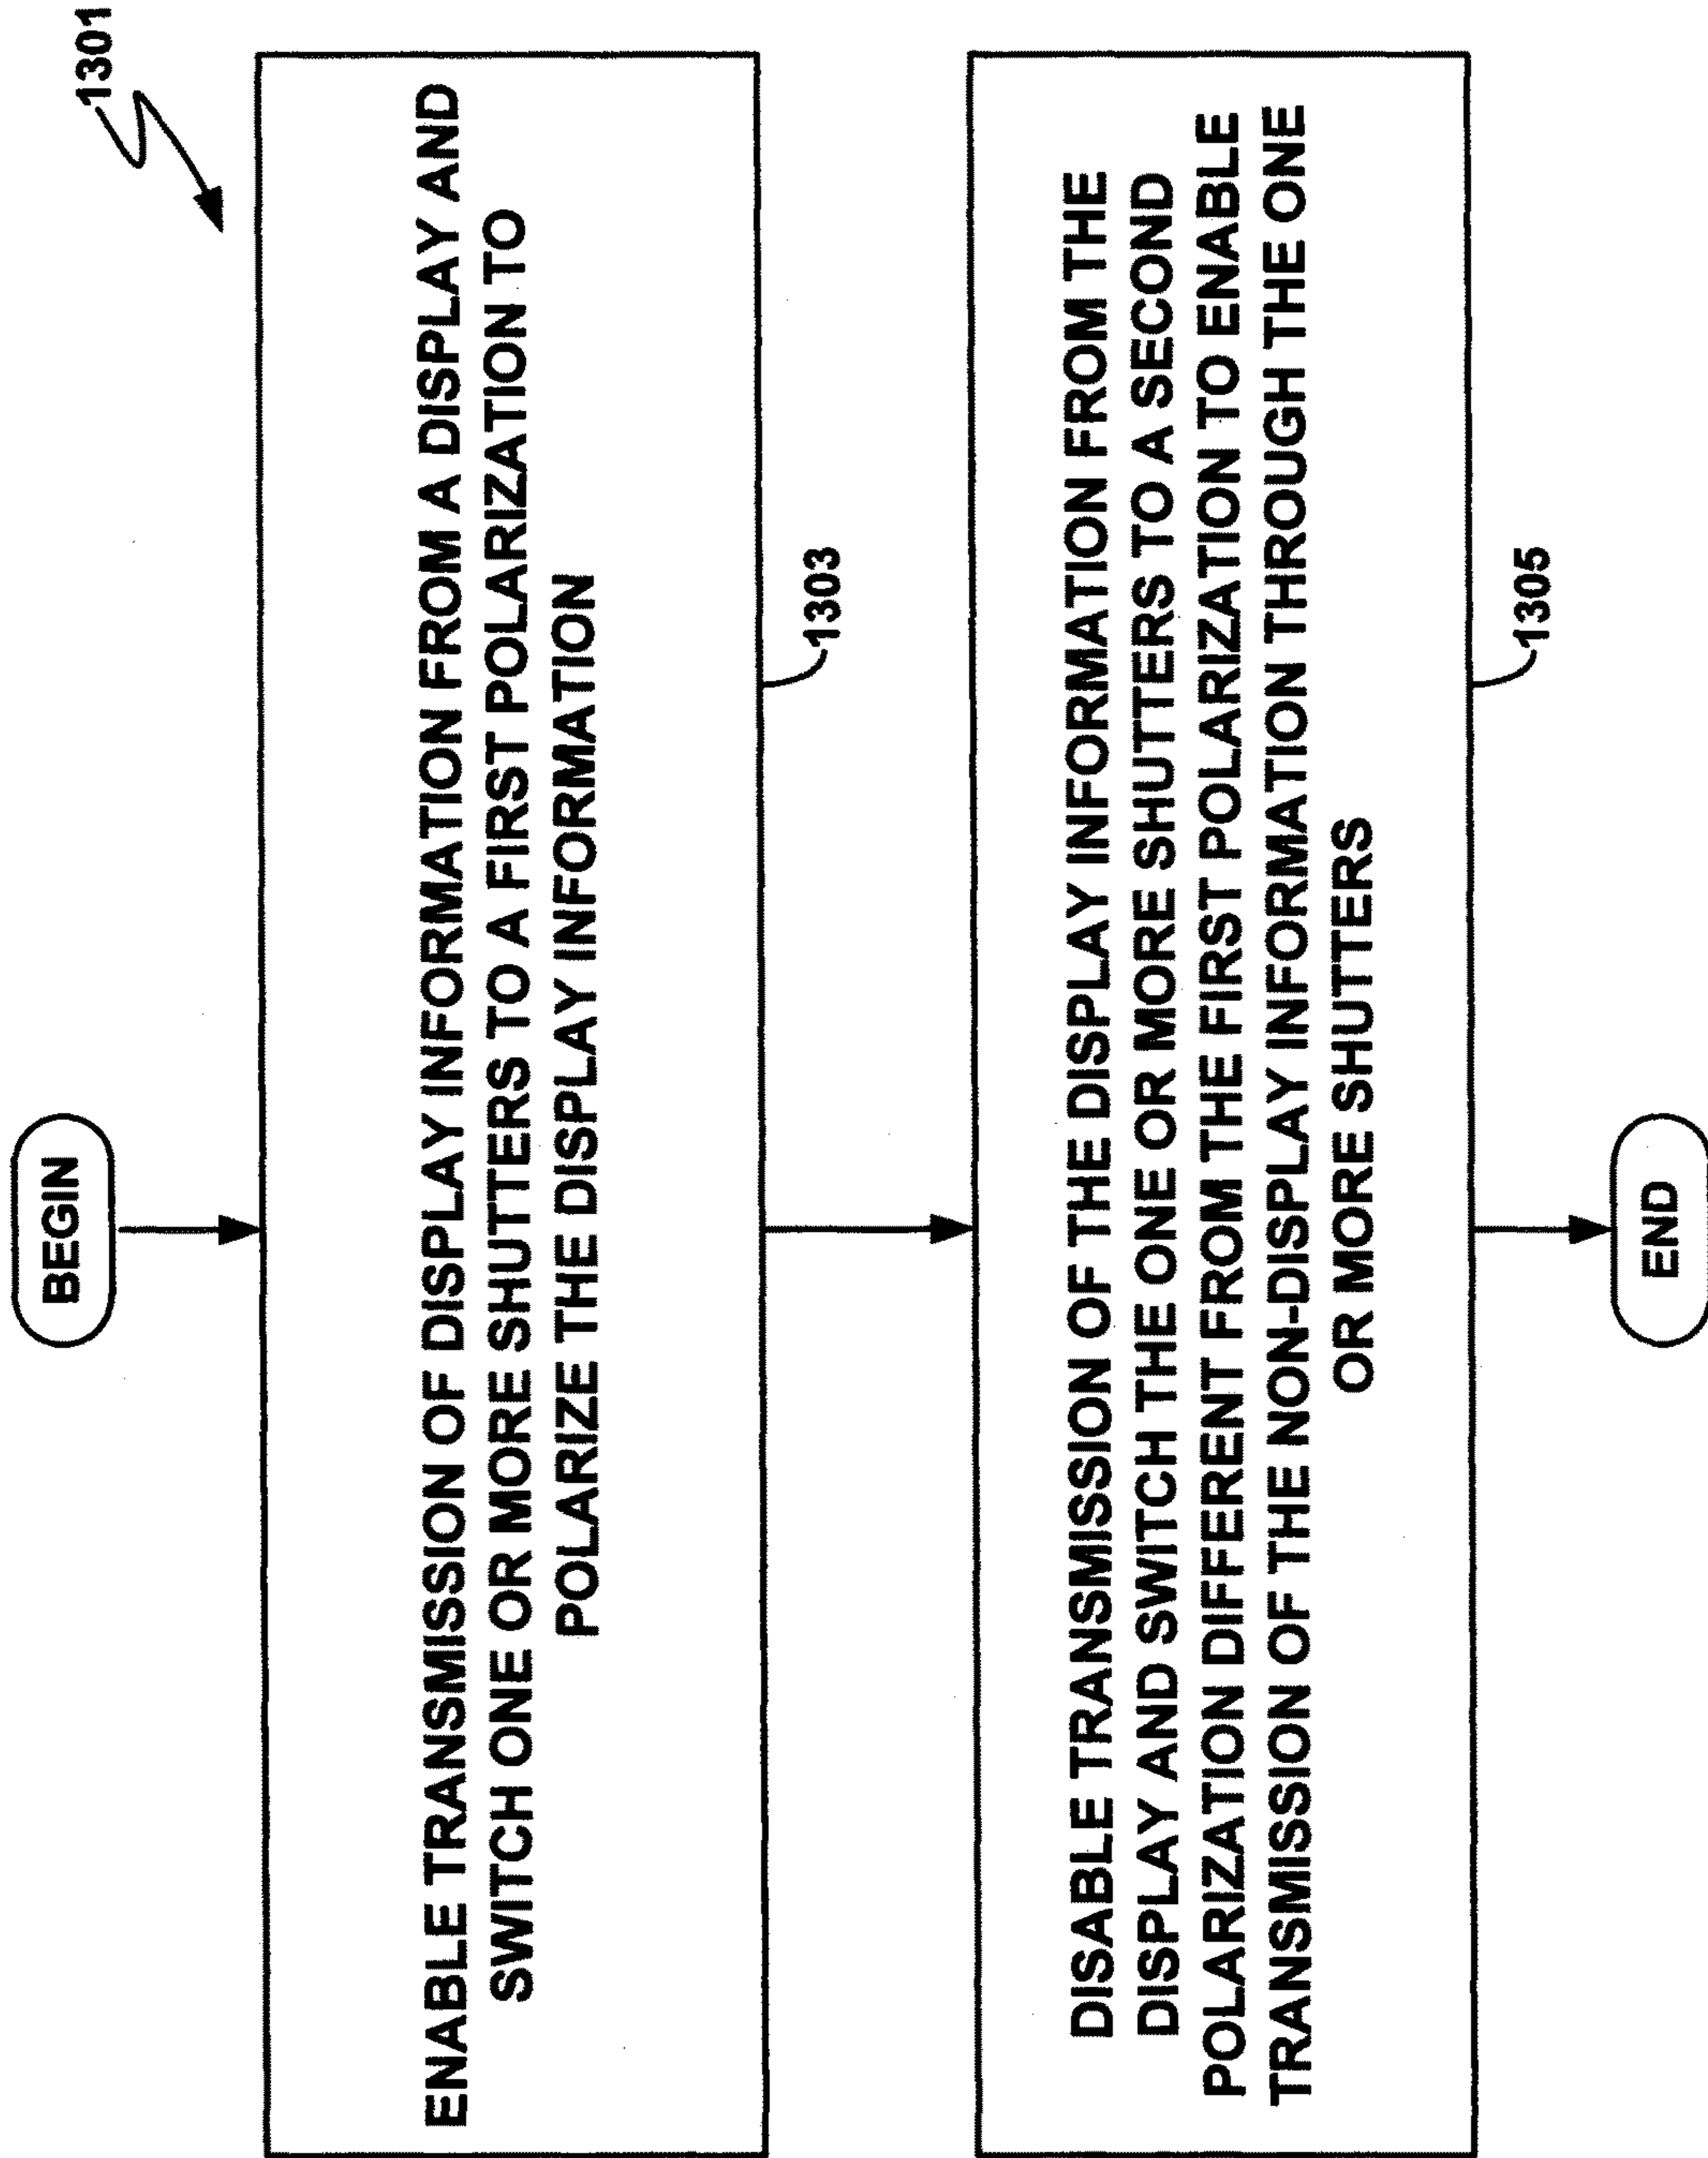 1301
BEGIN
ENABLE TRANSMISSION OF DISPLAY INFORMATION FROM A DISPLAY AND
SWITCH ONE OR MORE SHUTTERS TO A FIRST POLARIZATION TO
POLARIZE THE DISPLAY INFORMATION
1303
DISABLE TRANSMISSION OF THE DISPLAY INFORMATION FROM THE
DISPLAY AND SWITCH THE ONE OR MORE SHUTTERS TO A SECOND
POLARIZATION DIFFERENT FROM THE FIRST POLARIZATION TO ENABLE
TRANSMISSION OF THE NON-DISPLAY INFORMATION THROUGH THE ONE
OR MORE SHUTTERS
1305
END